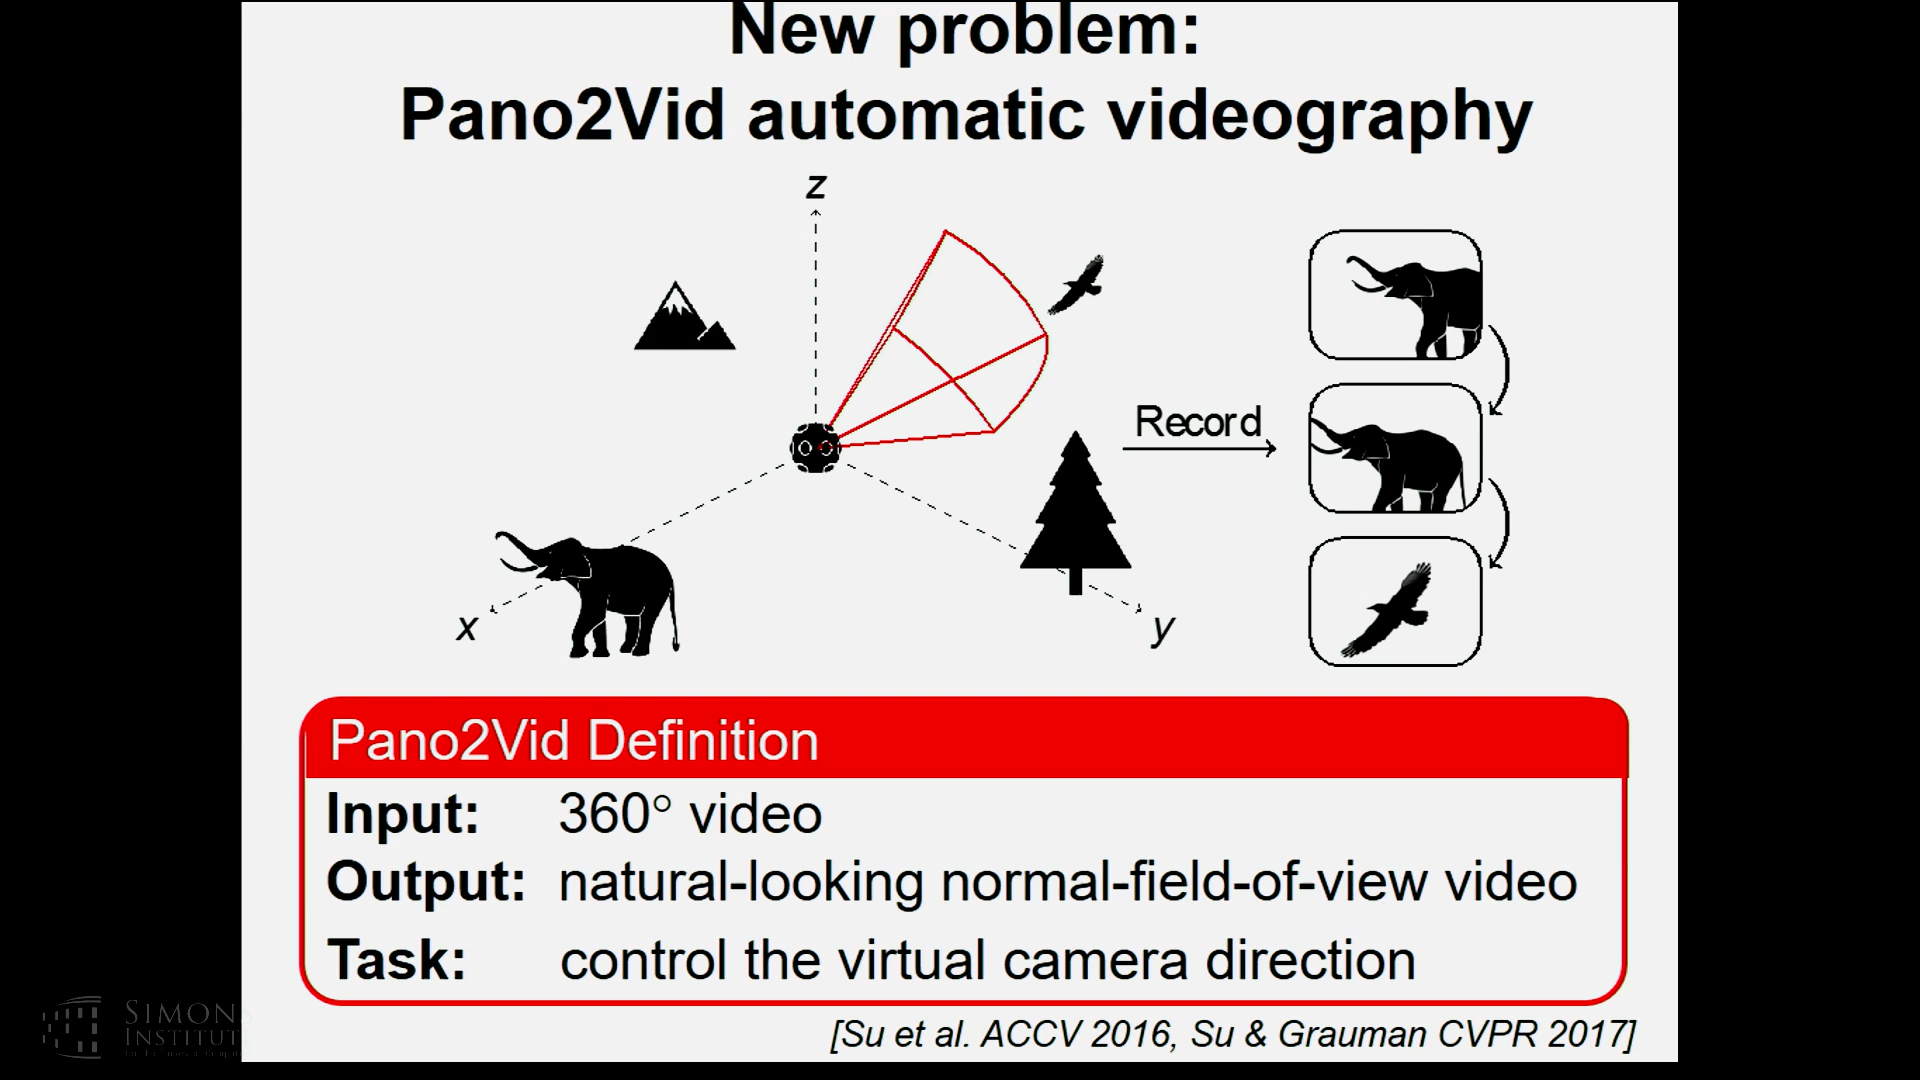 New problem:
Pano2Vid automatic videography
z
Record
x
y
Pano2Vid Definition
Input: 360° video
Output: natural-looking normal-field-of-view video
Task: control the virtual camera direction
[Su et al. ACCV 2016, Su & Grauman CVPR 2017]
SIMONS
INSTITUT